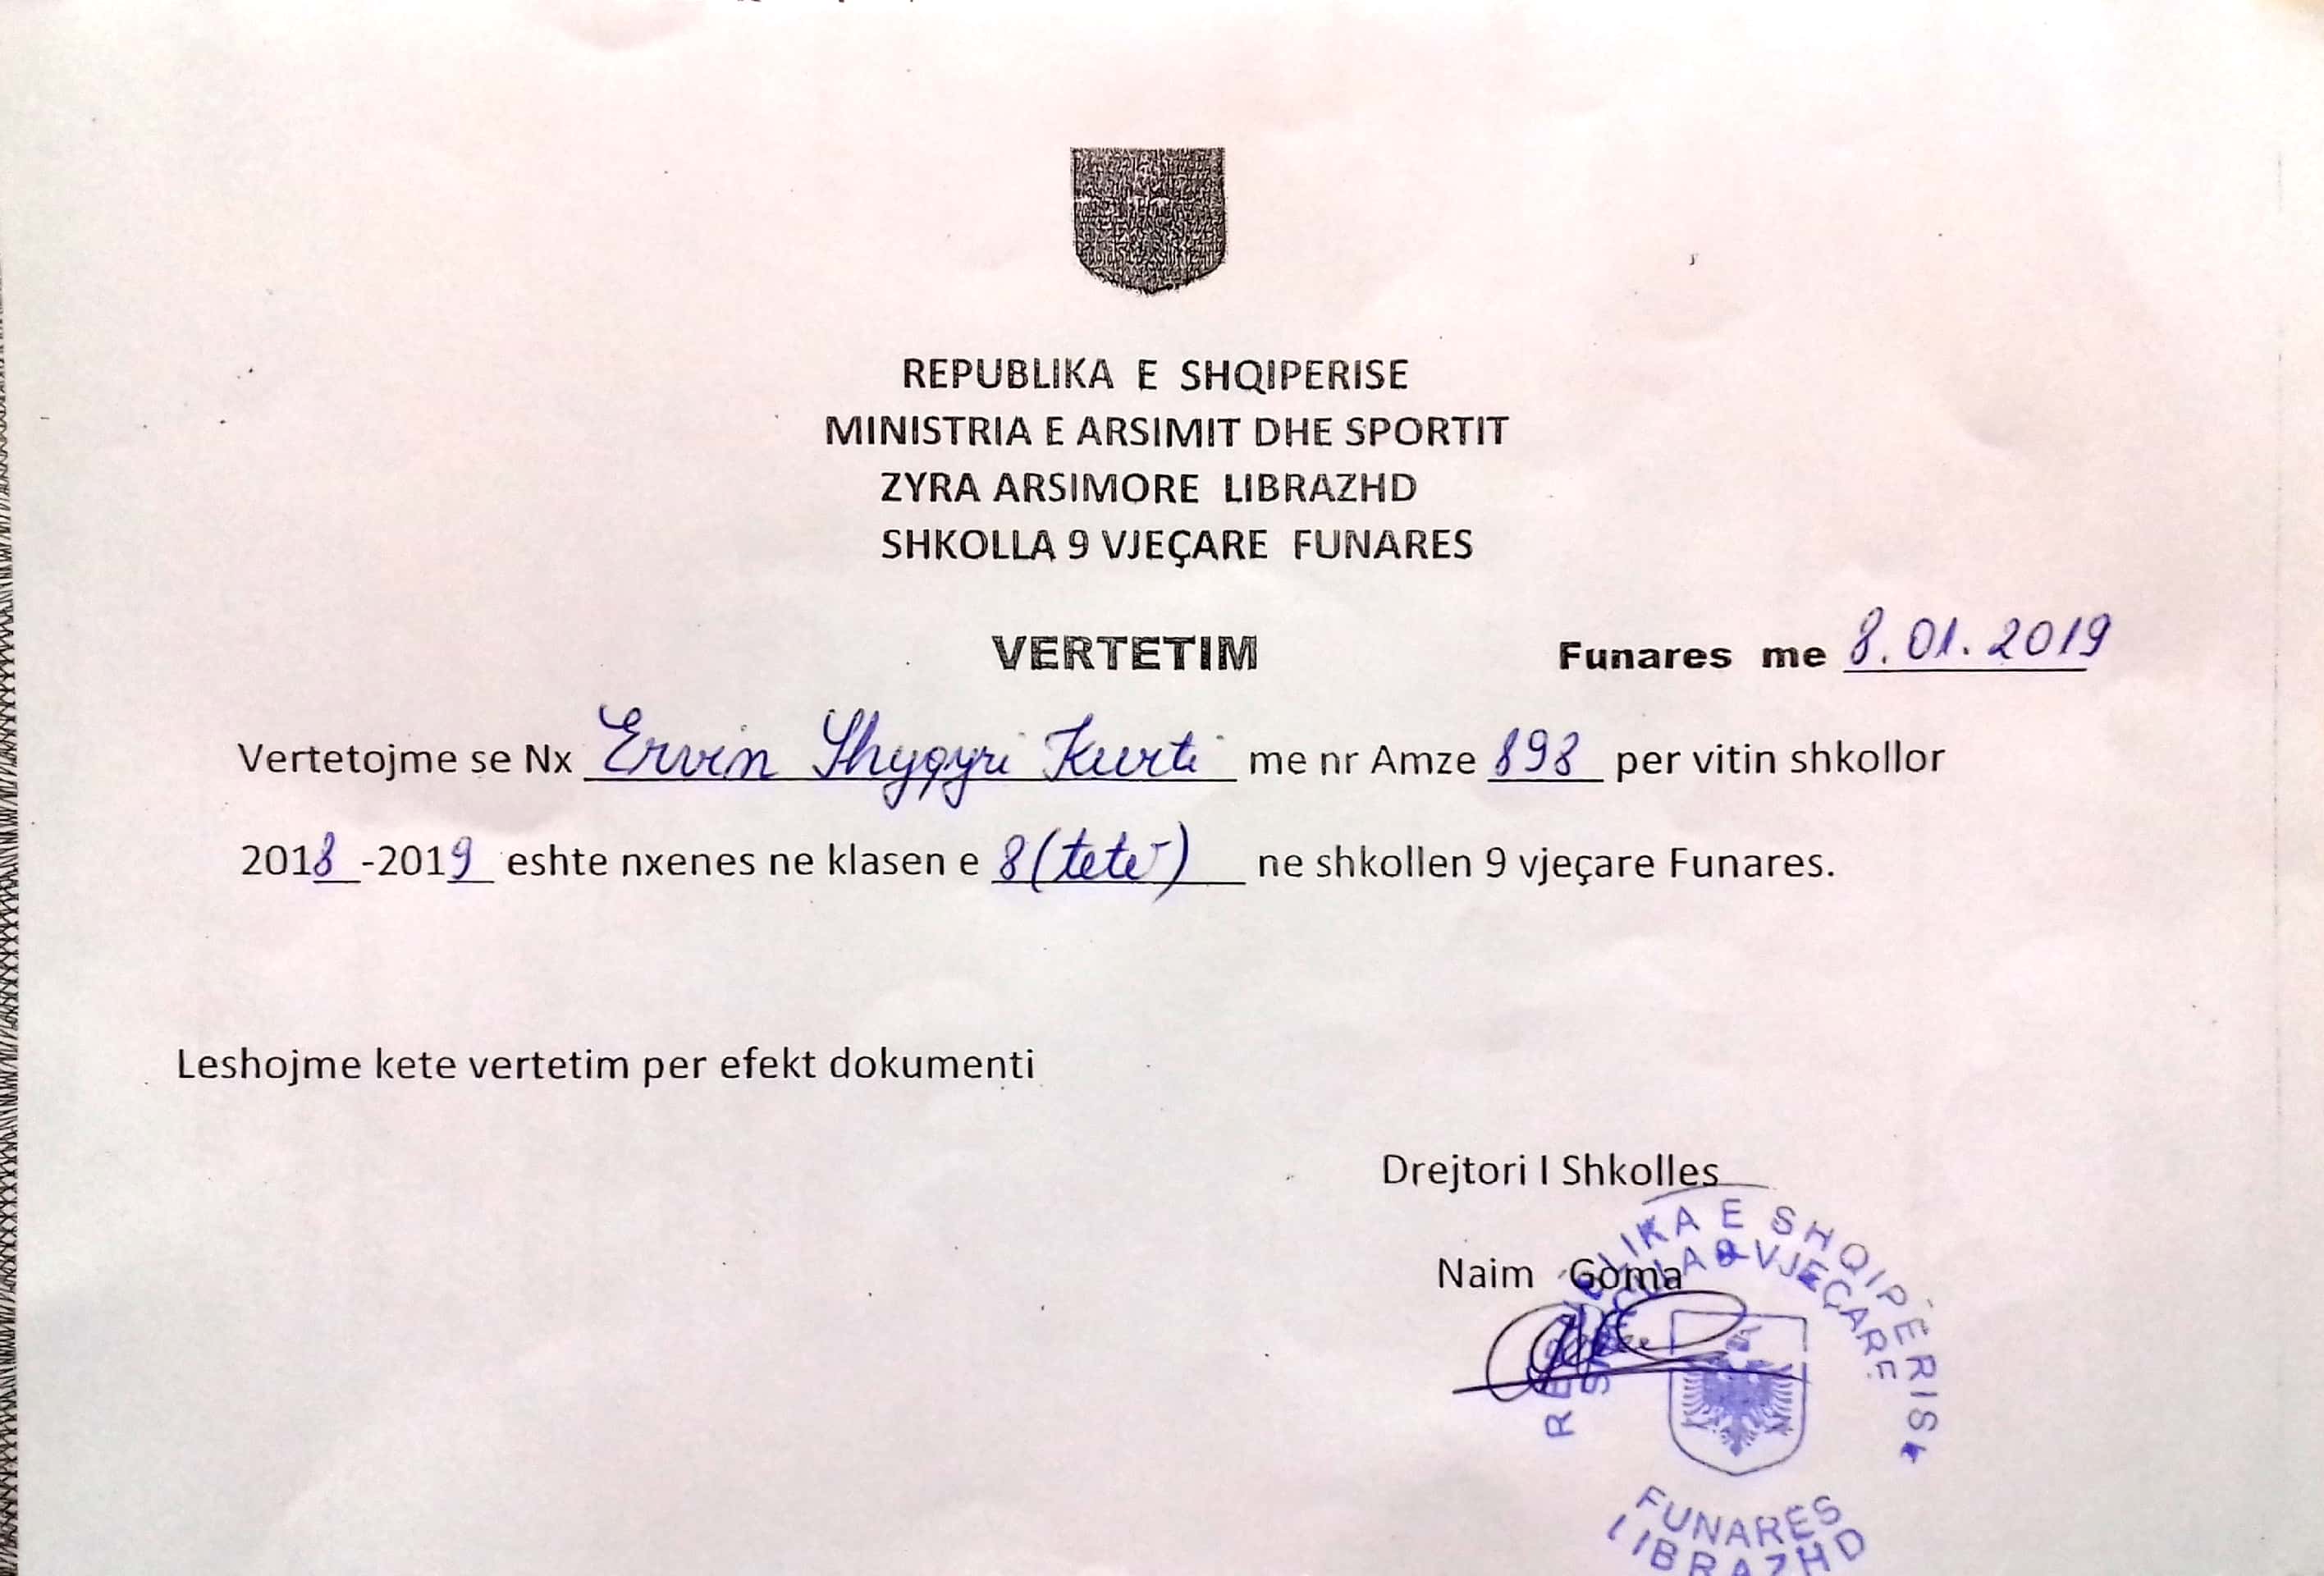 REPUBLIKA E SHQIPERISE
MINISTRIA E ARSIMIT DHE SPORTIT
ZYRA ARSIMORE LIBRAZHD
SHKOLLA 9 VJEÇARE FUNARES
VERTETIM Funares me 8.01.2019
Vertetojme se Nx Ervin Shyqyri Kurti me nr Amze 898 per vitin shkollor
2018 -2019 eshte nxenes ne klasen e 8 (tetë) ne shkollen 9 vjeçare Funares.
Leshojme kete vertetim per efekt dokumenti
Drejtori I Shkolles
Naim Goma
REPUBLIKA E SHQIPËRISË
SHKOLLA 9 VJEÇARE
FUNARËS
LIBRAZHD